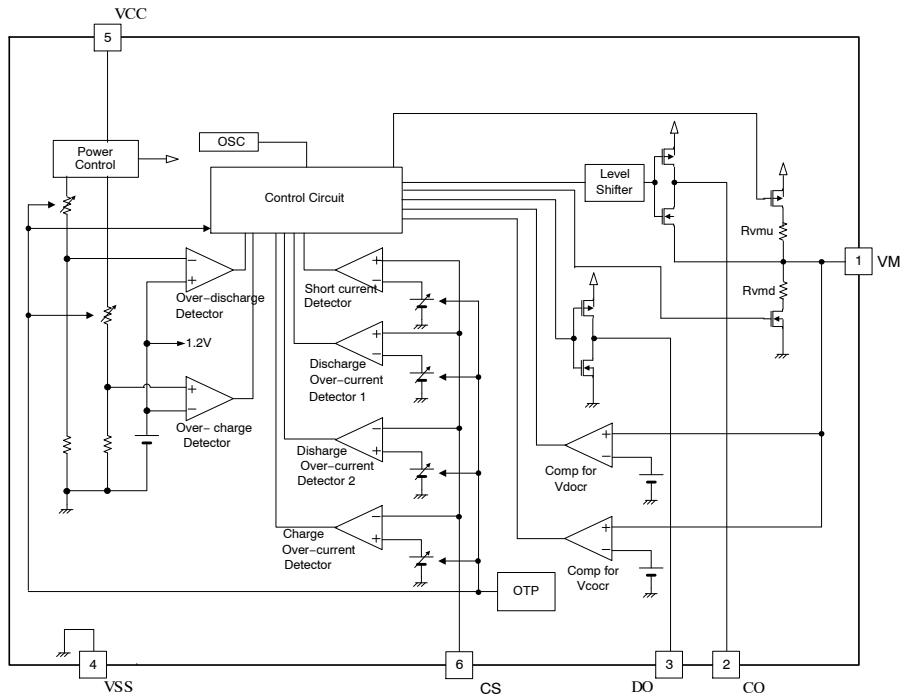 VCC
5
OSC
Power
Control
Control Circuit
Level
Shifter
Rvmu
1
VM
Rvmd
Over-discharge
Detector
Short current
Detector
1.2V
Discharge
Over-current
Detector 1
Over- charge
Detector
Disharge
Over-current
Detector 2
Comp for
Vdocr
Charge
Over-current
Detector
Comp for
Vcocr
OTP
4
VSS
6
CS
3
DO
2
CO